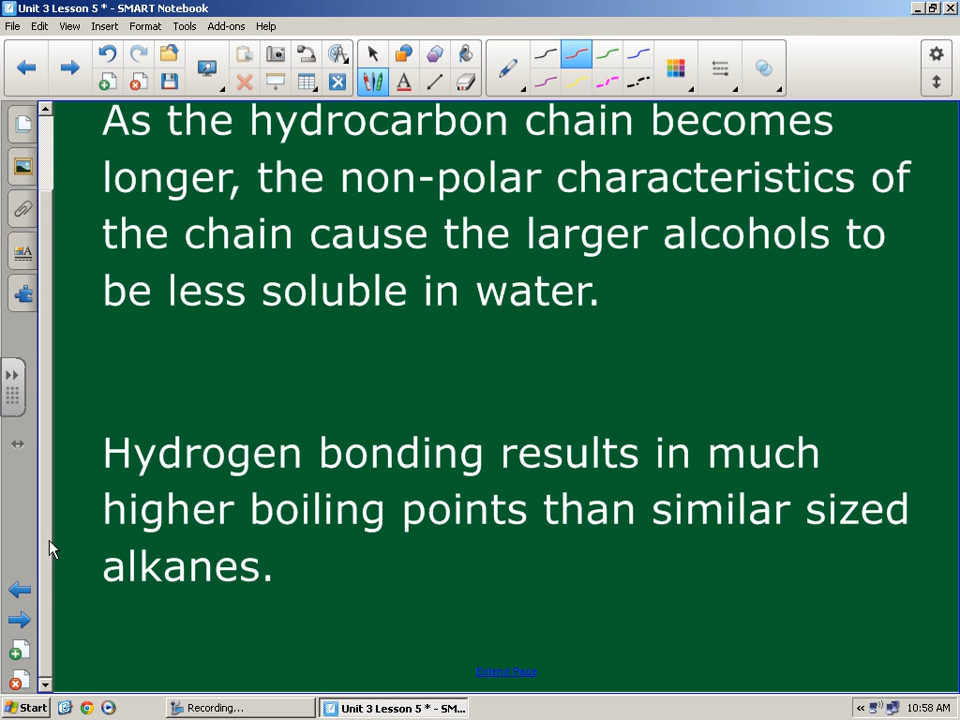 Unit 3 Lesson 5 * - SMART Notebook
File Edit View Insert Format Tools Add-ons Help
As the hydrocarbon chain becomes
longer, the non-polar characteristics of
the chain cause the larger alcohols to
be less soluble in water.
Hydrogen bonding results in much
higher boiling points than similar sized
alkanes.
Extend Page
Start Recording... Unit 3 Lesson 5 * - SM... « 10:58 AM